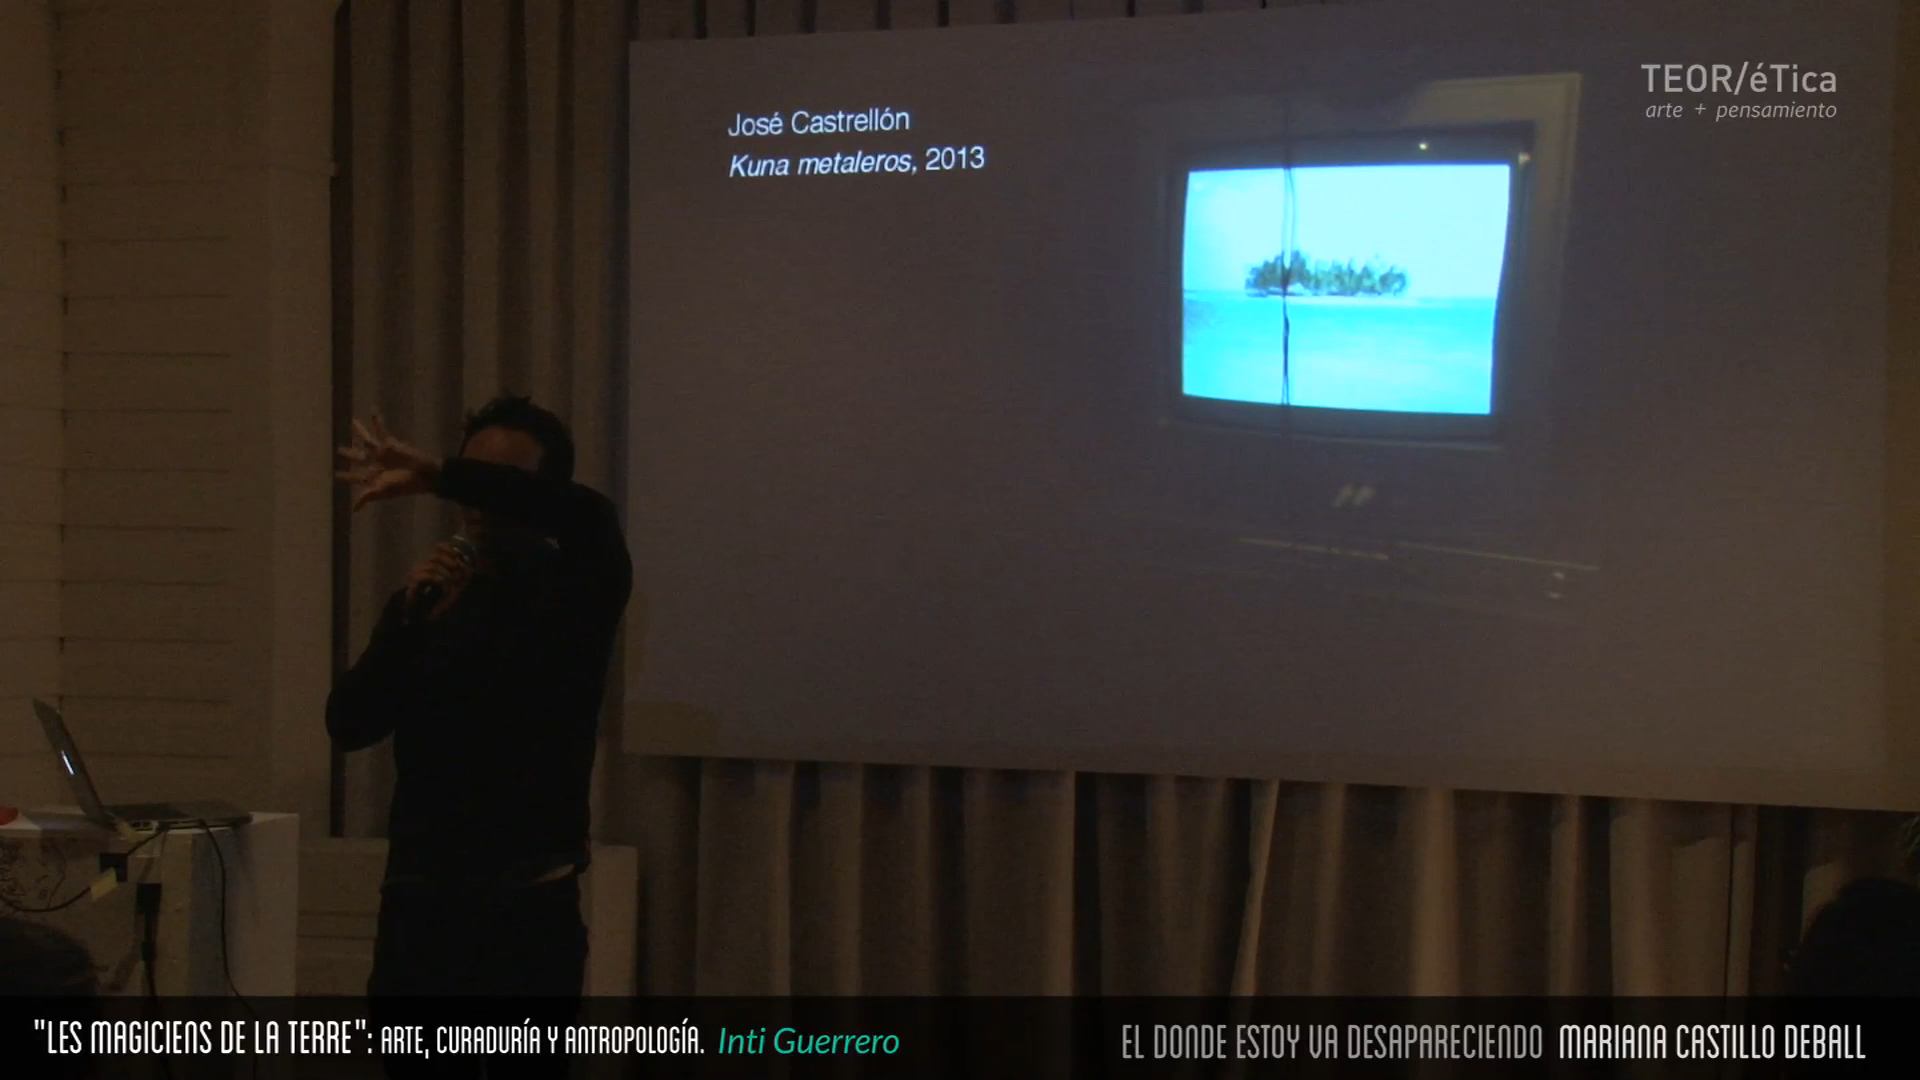 TEOR/éTica
arte + pensamiento
José Castrellón
Kuna metaleros, 2013
"LES MAGICIENS DE LA TERRE": ARTE, CURADURÍA Y ANTROPOLOGÍA. Inti Guerrero
EL DONDE ESTOY VA DESAPARECIENDO MARIANA CASTILLO DEBALL